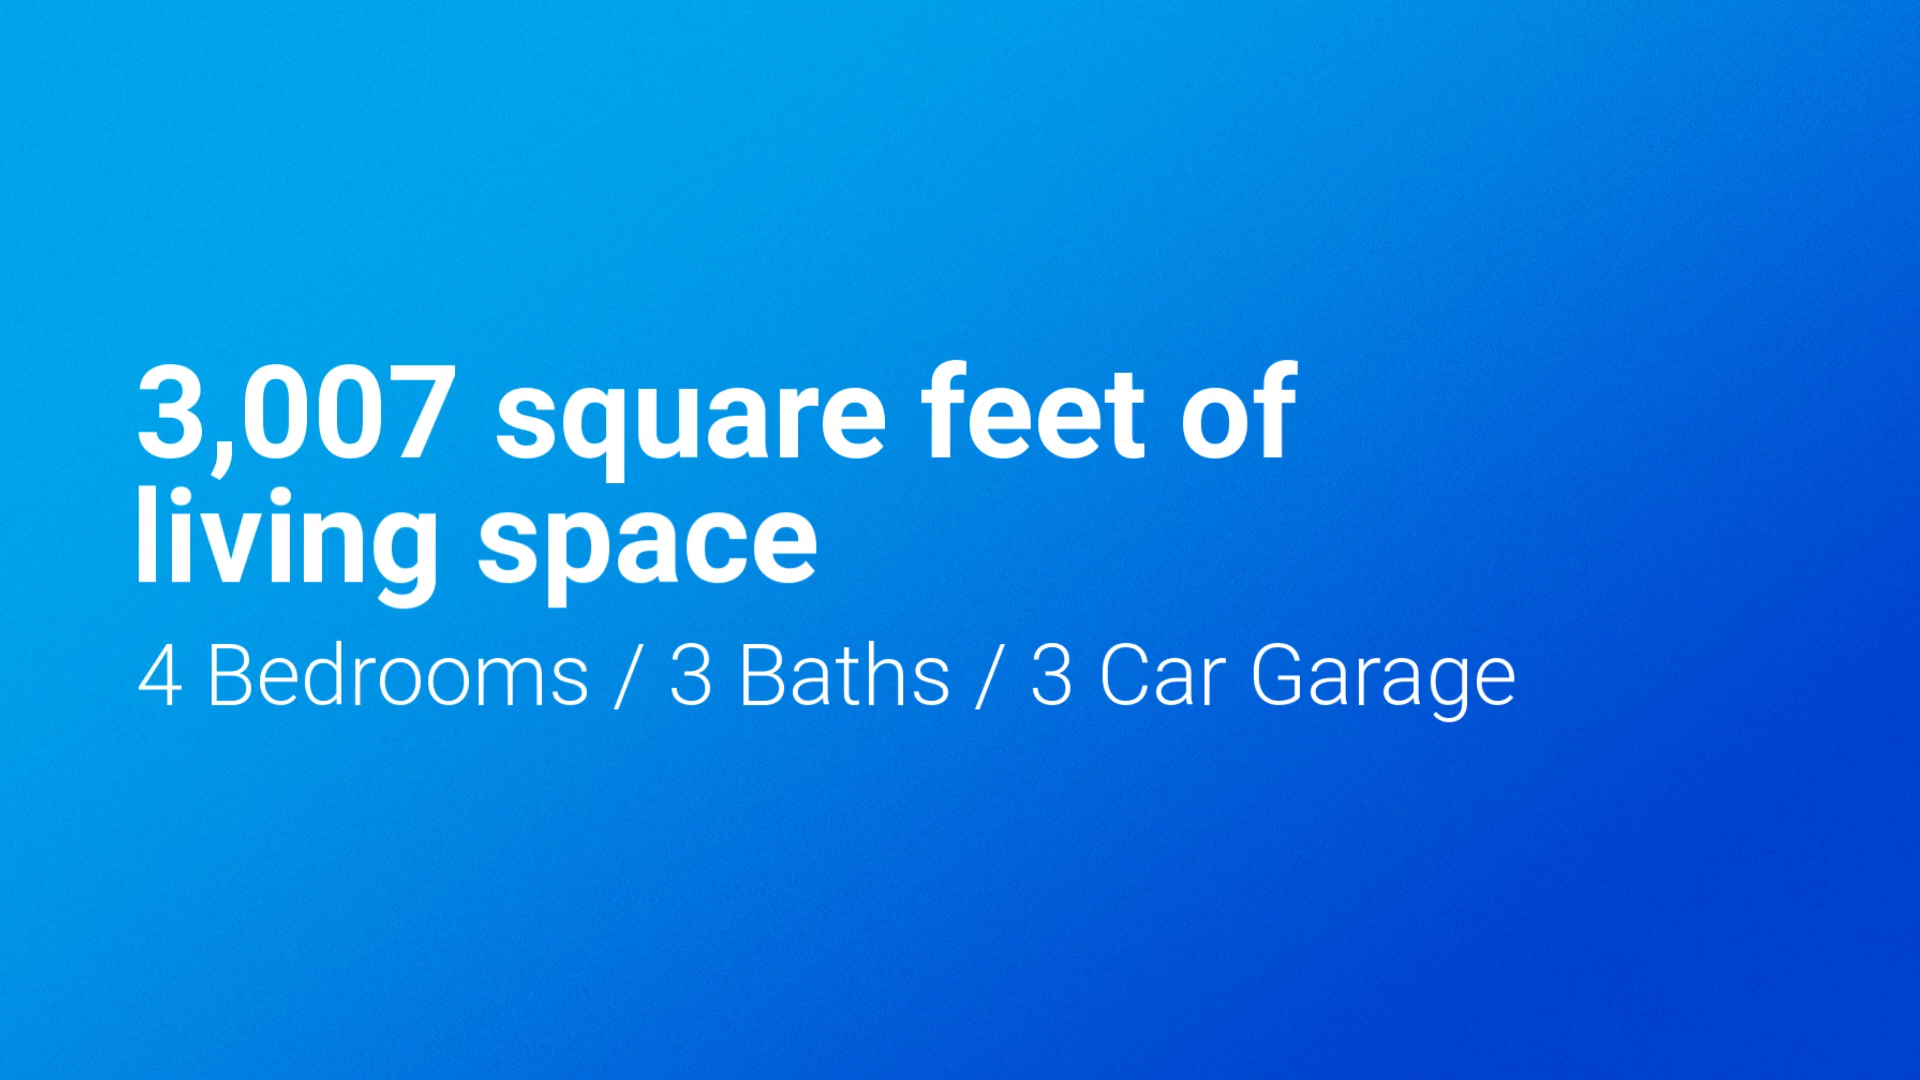 3,007 square feet of
living space
4 Bedrooms / 3 Baths / 3 Car Garage